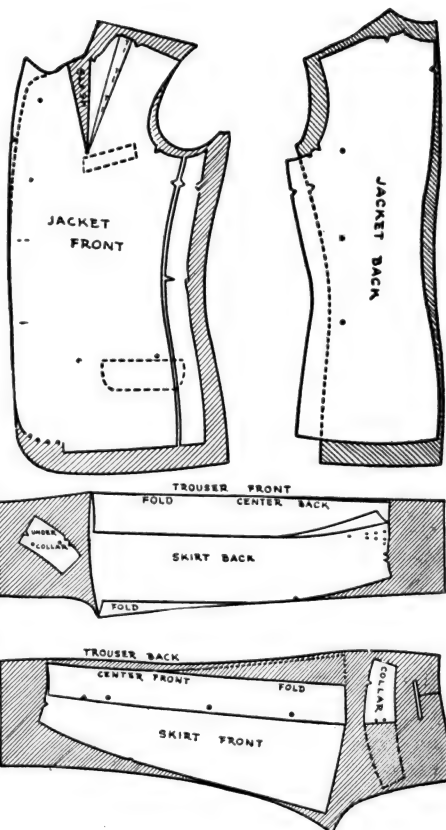 JACKET
FRONT
JACKET BACK
TROUSER FRONT
FOLD CENTER BACK
UNDER
COLLAR
SKIRT BACK
FOLD
TROUSER BACK
CENTER FRONT FOLD
COLLAR
SKIRT FRONT